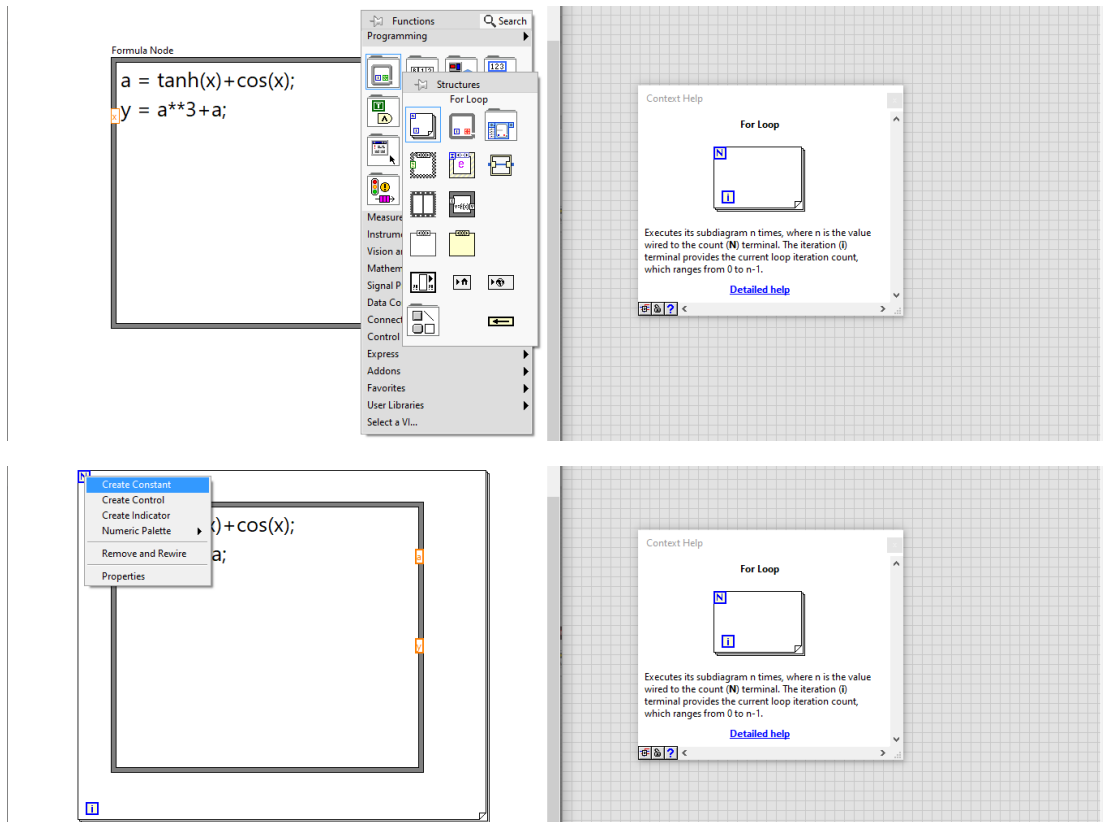 Functions
Search
Programming
Formula Node
a = tanh(x)+cos(x);
y = a**3+a;
x
123
Structures
For Loop
Measure
Instrum
Vision ar
Mathem
Signal P
Data Co
Connect
Control
Express
Addons
Favorites
User Libraries
Select a VI...
Context Help
For Loop
N
i
Executes its subdiagram n times, where n is the value
wired to the count (N) terminal. The iteration (i)
terminal provides the current loop iteration count,
which ranges from 0 to n-1.
Detailed help
?
N
Create Constant
Create Control
Create Indicator
Numeric Palette
Remove and Rewire
Properties
)+cos(x);
a;
a
y
i
Context Help
For Loop
N
i
Executes its subdiagram n times, where n is the value
wired to the count (N) terminal. The iteration (i)
terminal provides the current loop iteration count,
which ranges from 0 to n-1.
Detailed help
?